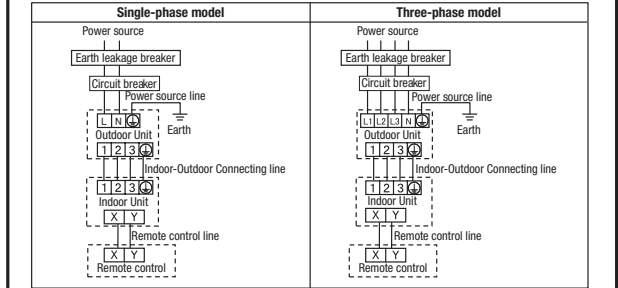 Single-phase model
Power source
Earth leakage breaker
Circuit breaker
Power source line
L N
Earth
Outdoor Unit
1 2 3
Indoor-Outdoor Connecting line
1 2 3
Indoor Unit
X Y
Remote control line
X Y
Remote control
Three-phase model
Power source
Earth leakage breaker
Circuit breaker
Power source line
L1 L2 L3 N
Earth
Outdoor Unit
1 2 3
Indoor-Outdoor Connecting line
1 2 3
Indoor Unit
X Y
Remote control line
X Y
Remote control